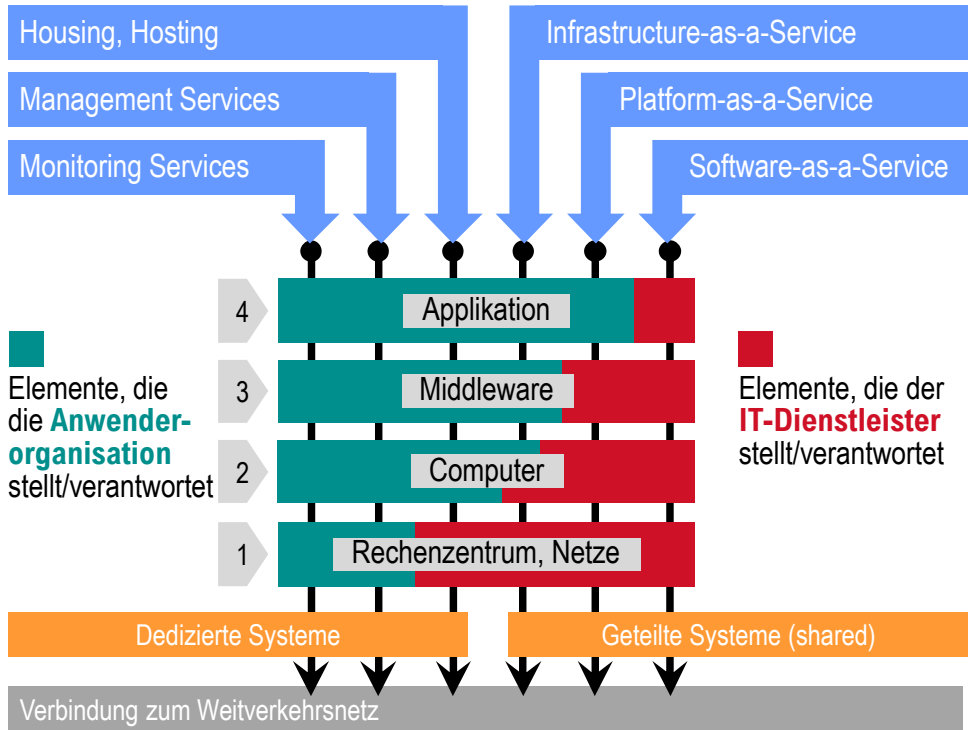 Housing, Hosting
Infrastructure-as-a-Service
Management Services
Platform-as-a-Service
Monitoring Services
Software-as-a-Service
4
Applikation
3
Middleware
2
Computer
1
Rechenzentrum, Netze
Elemente, die
die Anwender-
organisation
stellt/verantwortet
Elemente, die der
IT-Dienstleister
stellt/verantwortet
Dedizierte Systeme
Geteilte Systeme (shared)
Verbindung zum Weitverkehrsnetz